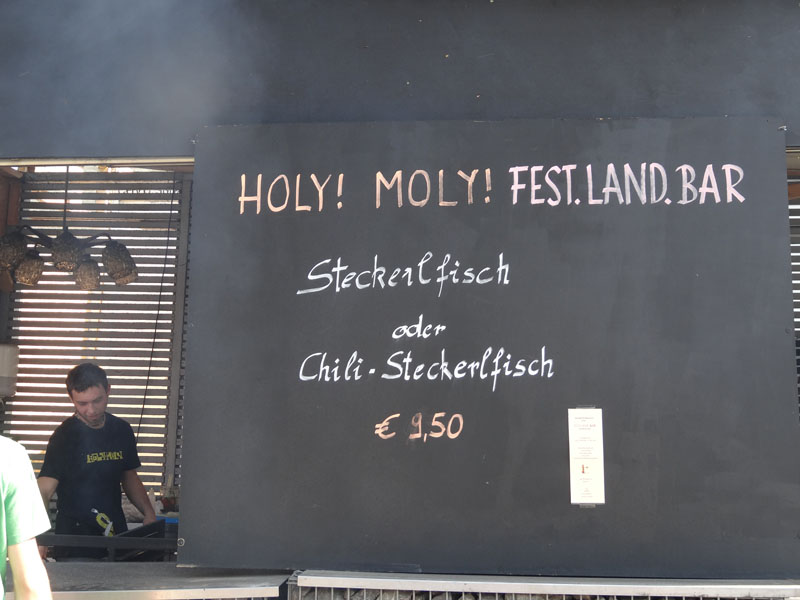 HOLY! MOLY! FEST.LAND.BAR
Steckerlfisch
oder
Chili-Steckerlfisch
€ 9,50